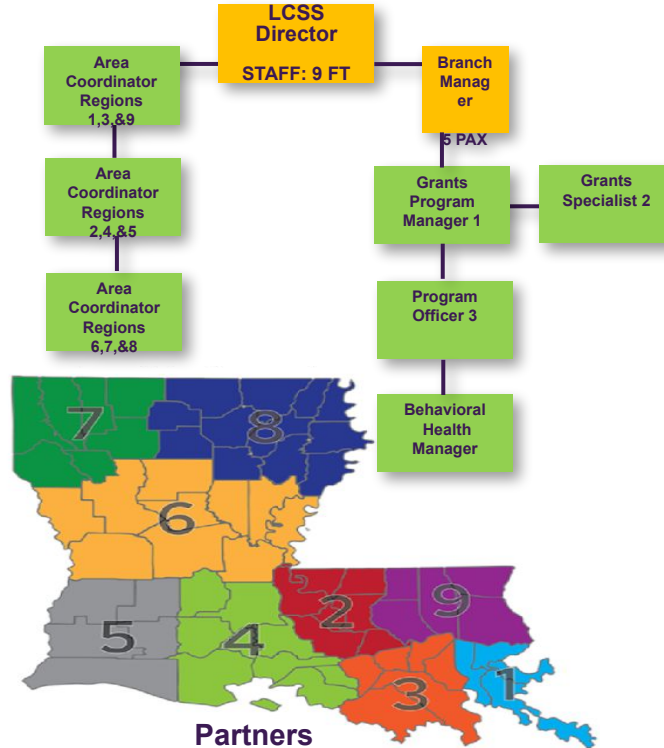 LCSS
Director
STAFF: 9 FT
Area
Coordinator
Regions
1,3,&9
Branch
Manag
er
5 PAX
Area
Coordinator
Regions
2,4,&5
Grants
Program
Manager 1
Grants
Specialist 2
Area
Coordinator
Regions
6,7,&8
Program
Officer 3
Behavioral
Health
Manager
7
8
6
5
4
2
9
3
1
Partners